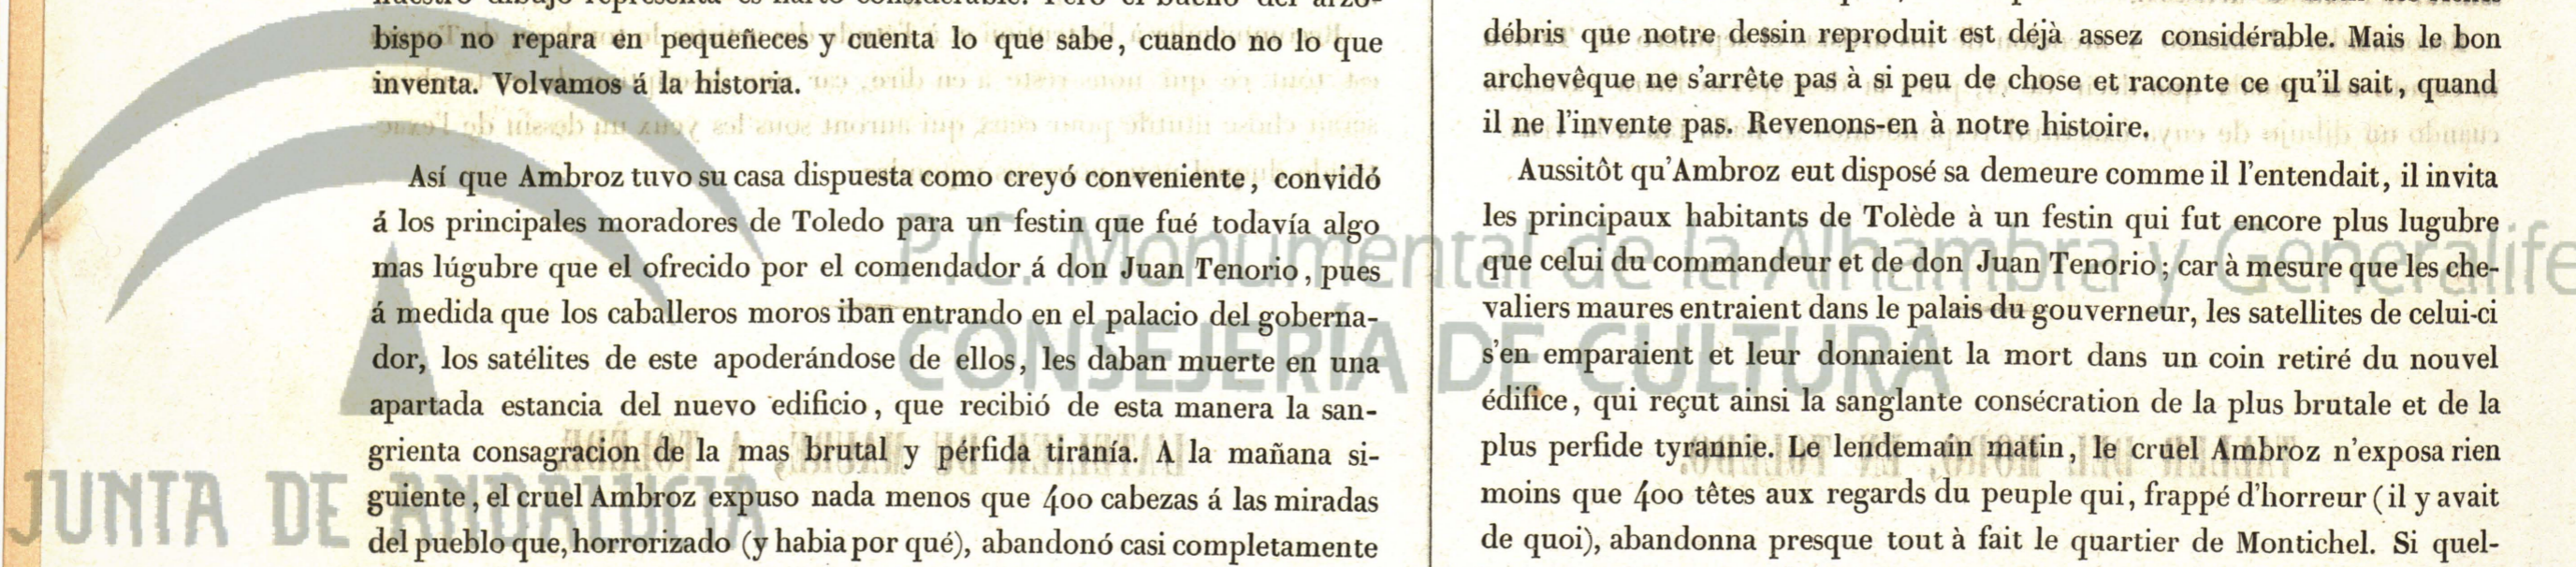 bispo no repara en pequeñeces y cuenta lo que sabe, cuando no lo que
inventa. Volvamos á la historia.
Así que Ambroz tuvo su casa dispuesta como creyó conveniente, convidó
á los principales moradores de Toledo para un festin que fué todavía algo
mas lúgubre que el ofrecido por el comendador á don Juan Tenorio, pues
á medida que los caballeros moros iban entrando en el palacio del goberna-
dor, los satélites de este apoderándose de ellos, les daban muerte en una
apartada estancia del nuevo edificio, que recibió de esta manera la san-
grienta consagracion de la mas brutal y pérfida tiranía. A la mañana si-
guiente, el cruel Ambroz expuso nada menos que 400 cabezas á las miradas
del pueblo que, horrorizado (y habia por qué), abandonó casi completamente
débris que notre dessin reproduit est déjà assez considérable. Mais le bon
archevêque ne s'arrête pas à si peu de chose et raconte ce qu'il sait, quand
il ne l'invente pas. Revenons-en à notre histoire.
Aussitôt qu'Ambroz eut disposé sa demeure comme il l'entendait, il invita
les principaux habitants de Tolède à un festin qui fut encore plus lugubre
que celui du commandeur et de don Juan Tenorio; car à mesure que les che-
valiers maures entraient dans le palais du gouverneur, les satellites de celui-ci
s'en emparaient et leur donnaient la mort dans un coin retiré du nouvel
édifice, qui reçut ainsi la sanglante consécration de la plus brutale et de la
plus perfide tyrannie. Le lendemain matin, le cruel Ambroz n'exposa rien
moins que 400 têtes aux regards du peuple qui, frappé d'horreur (il y avait
de quoi), abandonna presque tout à fait le quartier de Montichel. Si quel-
P.C. Monumental de la Alhambra y Generalife
CONSEJERÍA DE CULTURA
JUNTA DE ANDALUCIA